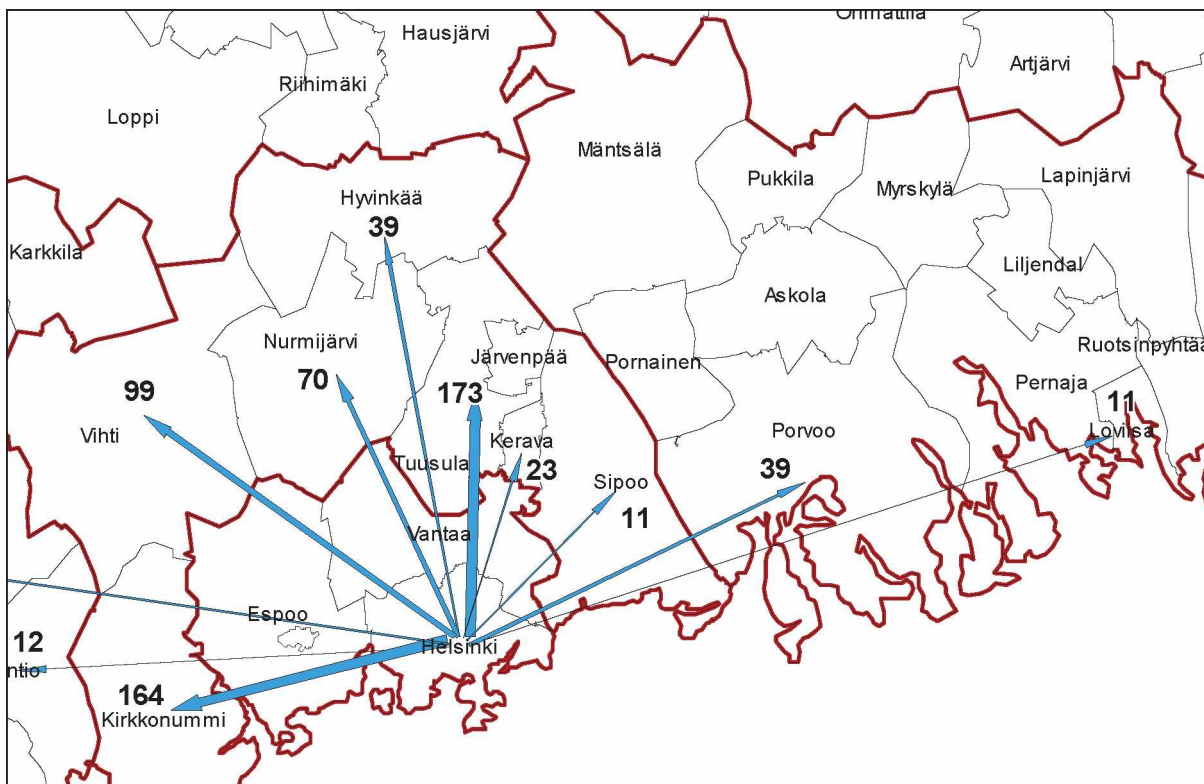 Orimattila
Hausjärvi
Artjärvi
Riihimäki
Loppi
Mäntsälä
Pukkila
Myrskylä
Lapinjärvi
Hyvinkää
39
Karkkila
Liljendal
Askola
Nurmijärvi
Järvenpää
Pornainen
Ruotsinpyhtää
70
Pernaja
99
173
11
Vihti
Kerava
Porvoo
Loviisa
Tuusula
23
39
Sipoo
11
Vantaa
Espoo
12
Helsinki
ntio
164
Kirkkonummi